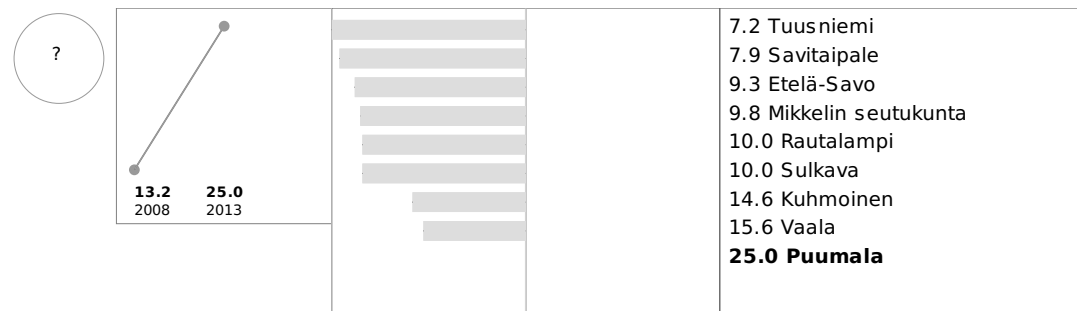 ?
13.2 25.0
2008 2013
7.2 Tuusniemi
7.9 Savitaipale
9.3 Etelä-Savo
9.8 Mikkelin seutukunta
10.0 Rautalampi
10.0 Sulkava
14.6 Kuhmoinen
15.6 Vaala
25.0 Puumala